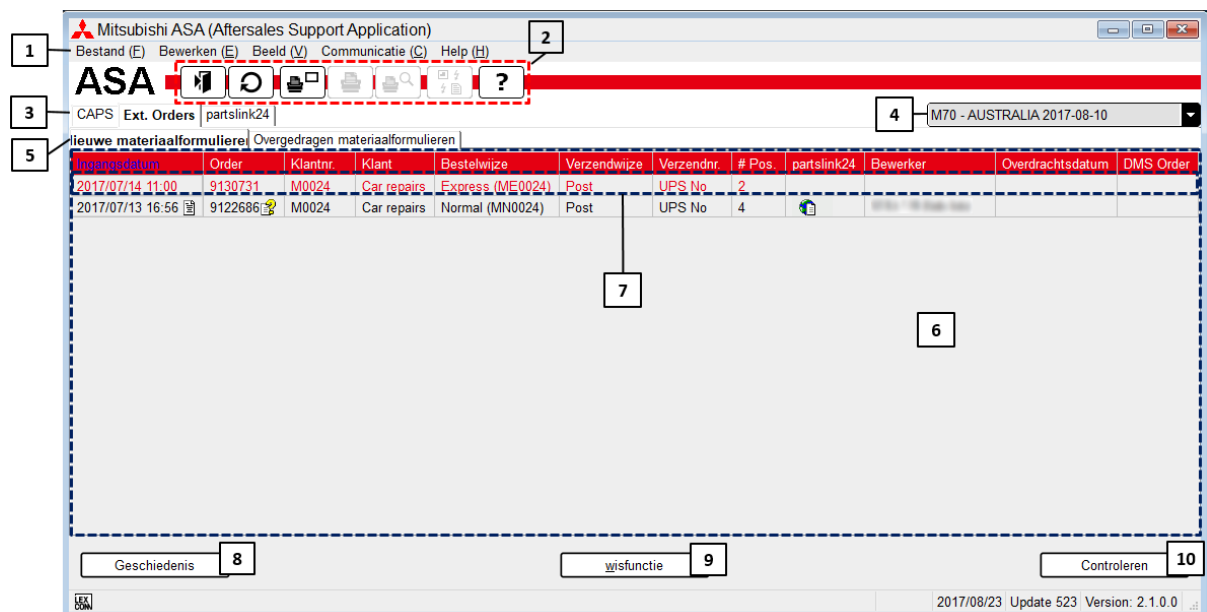 Mitsubishi ASA (Aftersales Support Application)
1
2
Bestand (F) Bewerken (E) Beeld (V) Communicatie (C) Help (H)
ASA ?
3
CAPS Ext. Orders partslink24
4
M70 - AUSTRALIA 2017-08-10
5
lieuwe materiaalformuliere Overgedragen materiaalformulieren
Ingangsdatum Order Klantnr. Klant Bestelwijze Verzendwijze Verzendnr. # Pos. partslink24 Bewerker Overdrachtsdatum DMS Order
2017/07/14 11:00 9130731 M0024 Car repairs Express (ME0024) Post UPS No 2
2017/07/13 16:56 9122686 M0024 Car repairs Normal (MN0024) Post UPS No 4
7
6
Geschiedenis 8
wisfunctie 9
Controleren 10
LEX COM
2017/08/23 Update 523 Version: 2.1.0.0